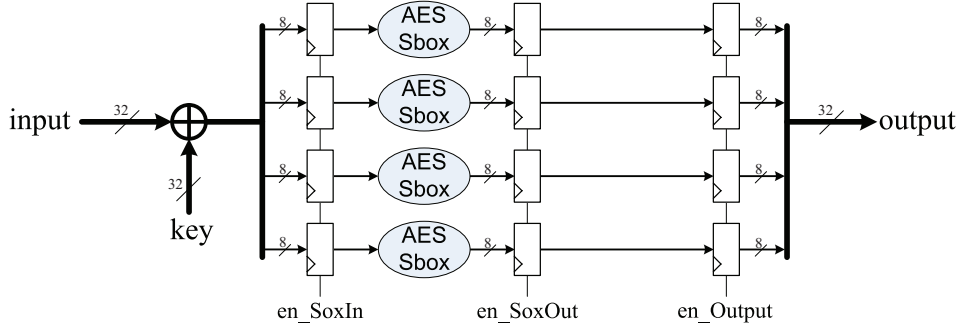 8 AES Sbox 8 8
8 AES Sbox 8 8
input 32 32 output
8 AES Sbox 8 8
32
key
8 AES Sbox 8 8
en_SoxIn en_SoxOut en_Output